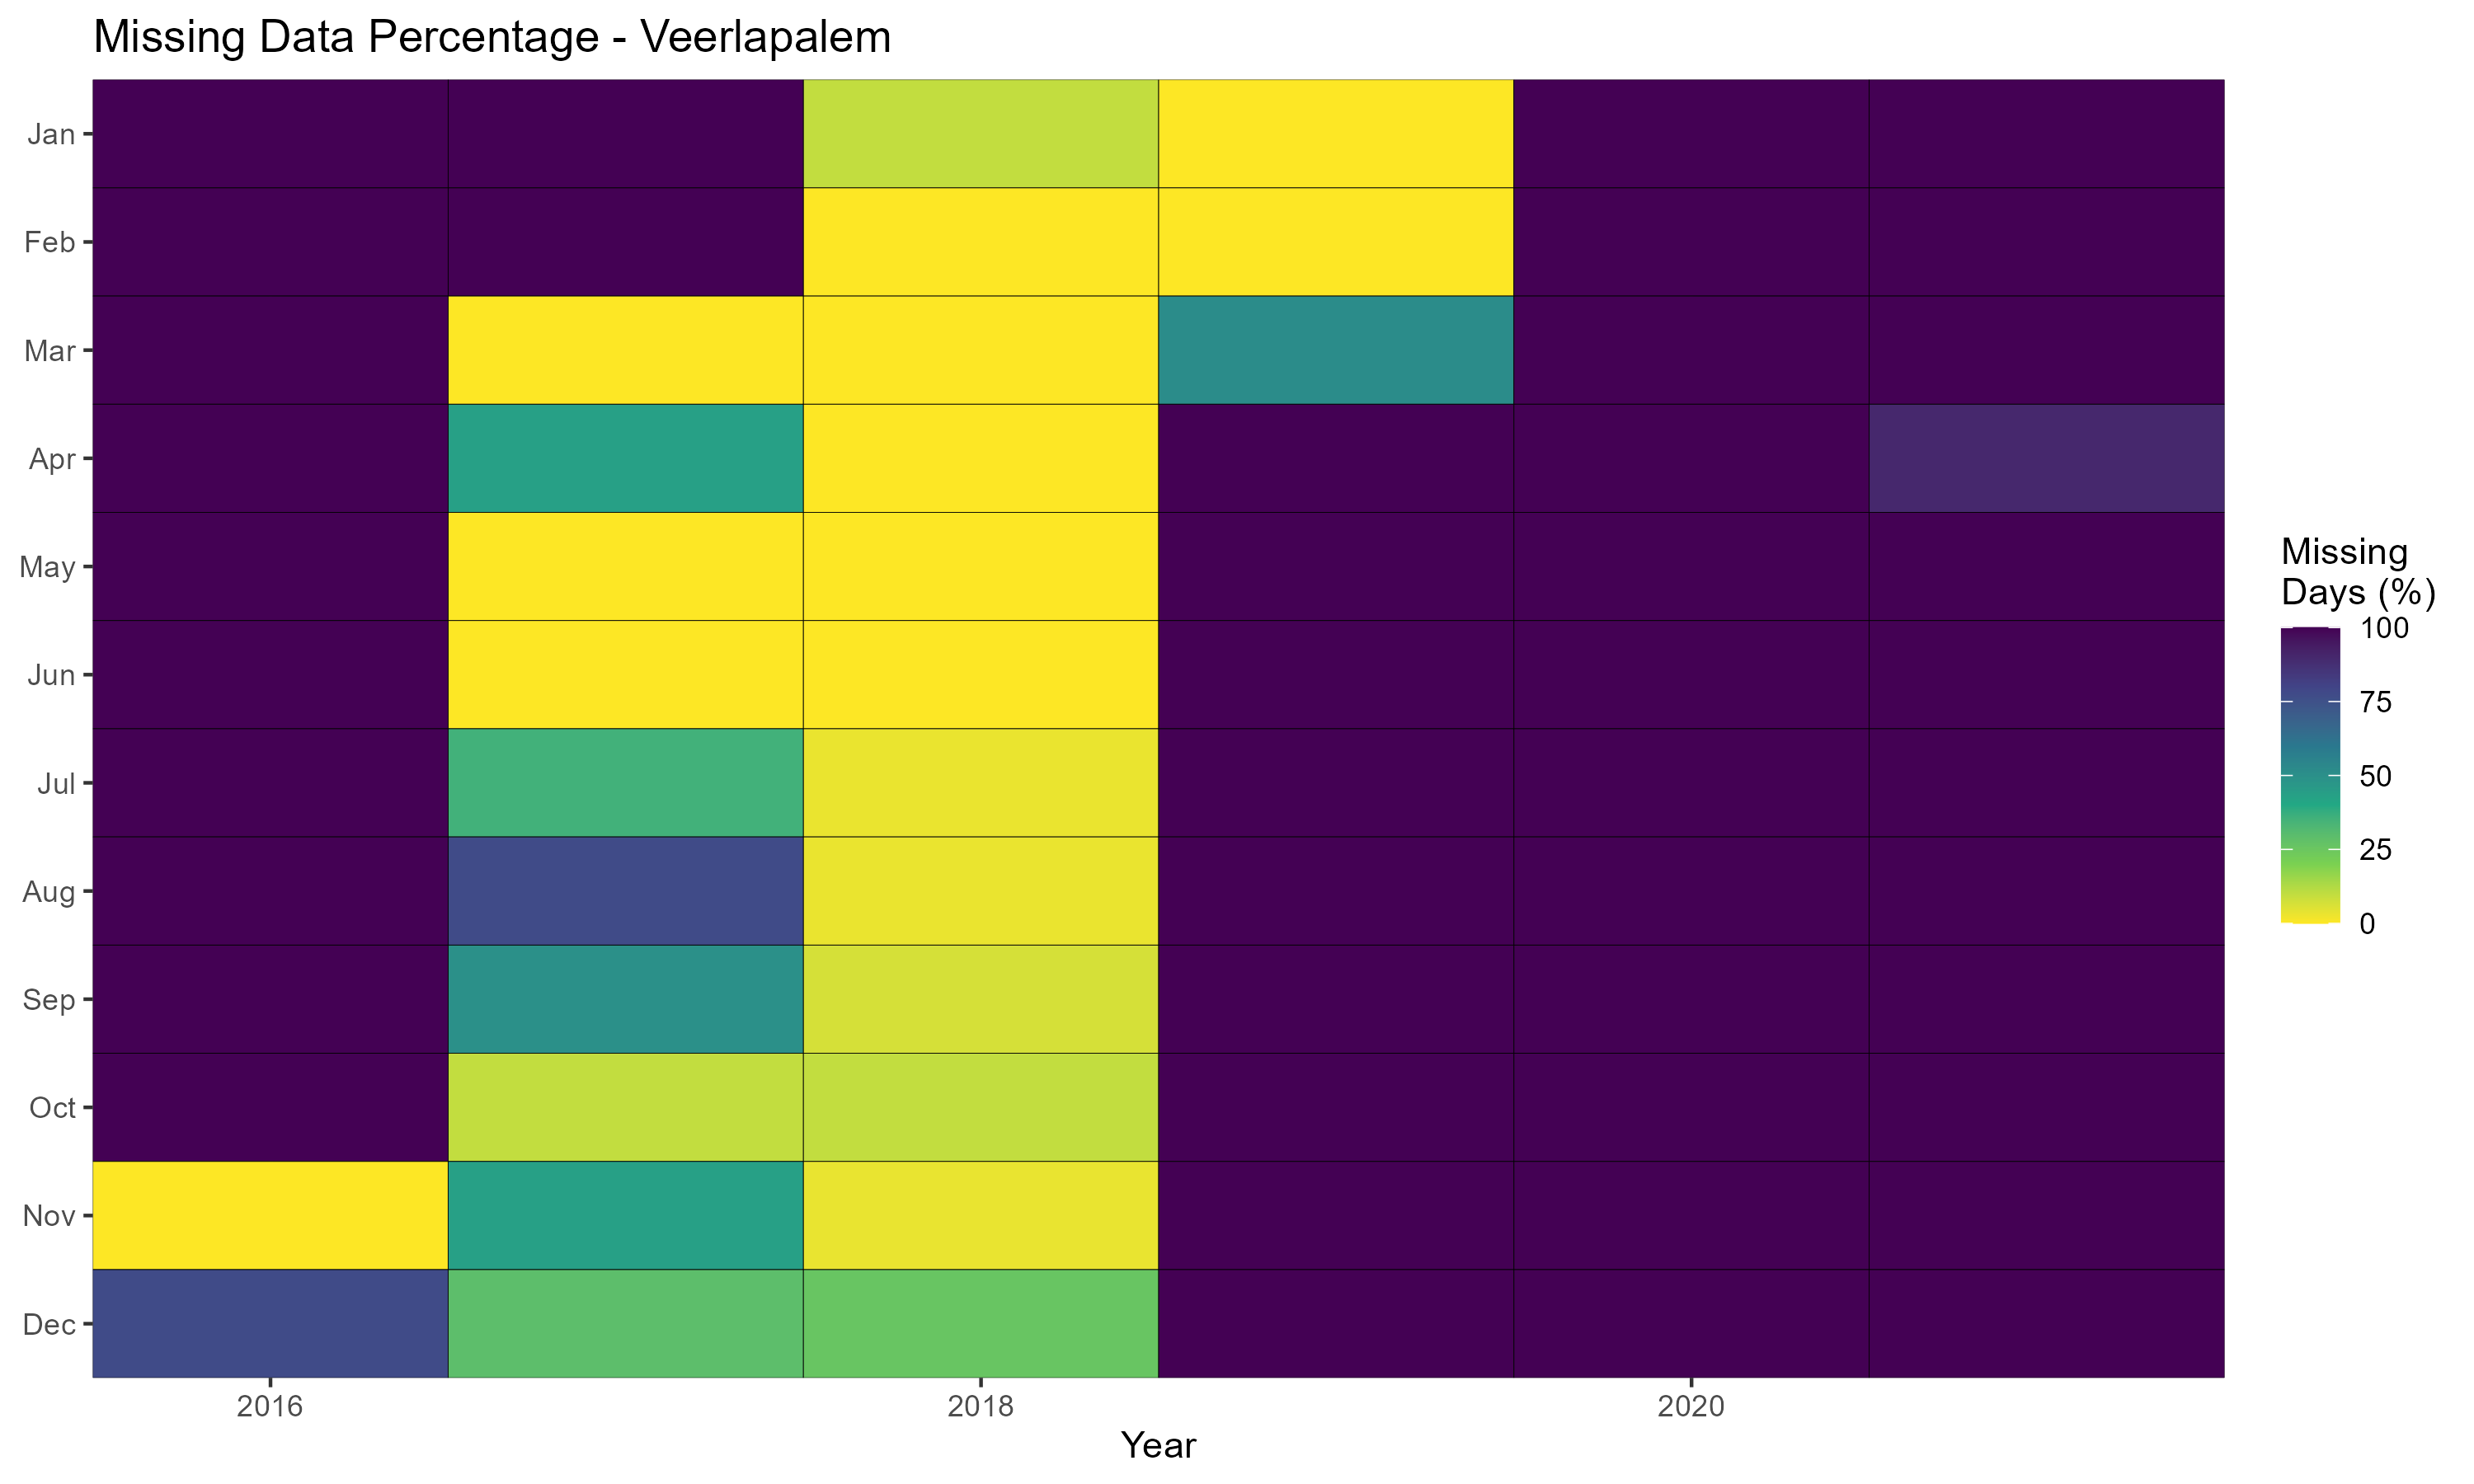 Missing Data Percentage - Veerlapalem
Jan
Feb
Mar
Apr
May
Jun
Jul
Aug
Sep
Oct
Nov
Dec
2016
2018
2020
Year
Missing
Days (%)
100
75
50
25
0